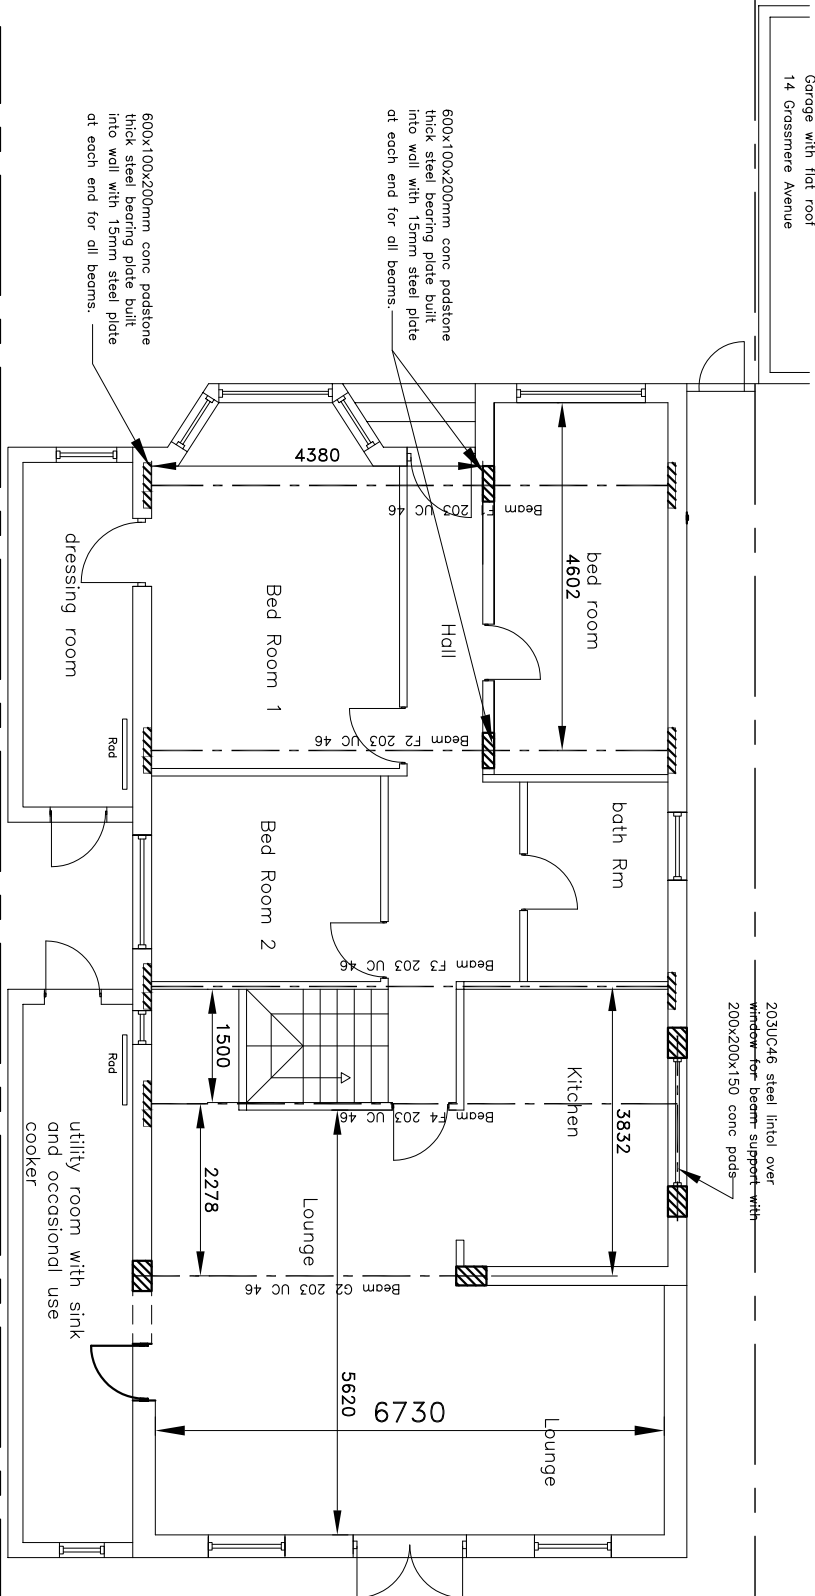 Garage with flat roof
14 Grassmere Avenue
600x100x200mm conc padstone
thick steel bearing plate built
into wall with 15mm steel plate
at each end for all beams.
600x100x200mm conc padstone
thick steel bearing plate built
into wall with 15mm steel plate
at each end for all beams.
4380
Beam F1 203 UC 46
bed room
4602
Hall
Bed Room 1
dressing room
Rad
Beam F2 203 UC 46
bath Rm
Bed Room 2
Beam F3 203 UC 46
203UC46 steel lintol over
window for beam support with
200x200x150 conc pads
1500
Kitchen
3832
Rad
Beam F4 203 UC 46
2278
Lounge
utility room with sink
and occasional use
cooker
Beam G2 203 UC 46
5620
6730
Lounge